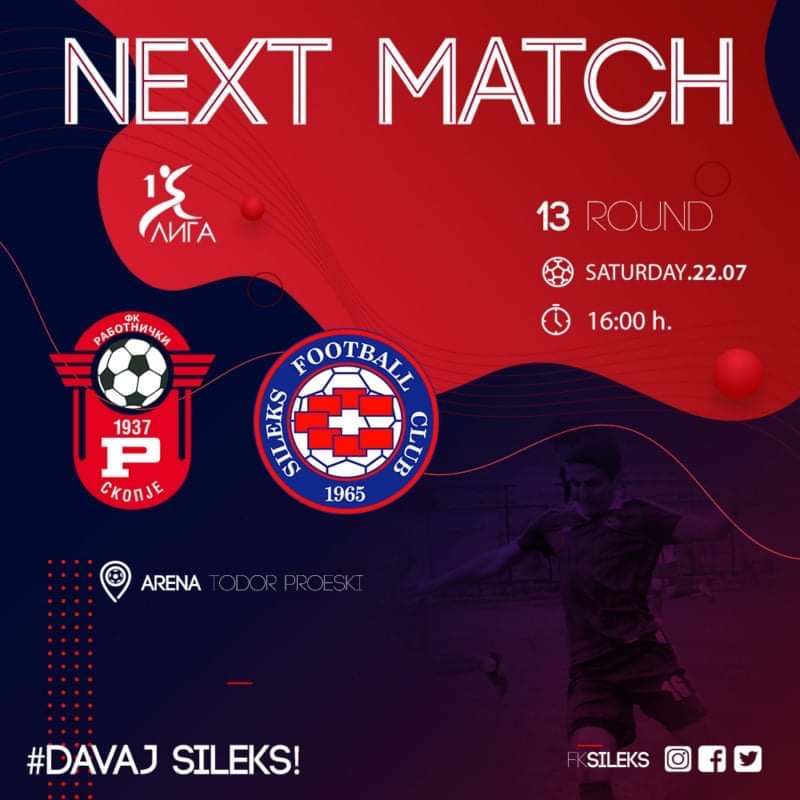 NEXT MATCH
1
ЛИГА
13 ROUND
SATURDAY.22.07
16:00 h.
ФК
РАБОТНИЧКИ
1937
Р
СКОПЈЕ
SILEKS FOOTBALL CLUB
1965
ARENA TODOR PROESKI
#DAVAJ SILEKS!
FKSILEKS